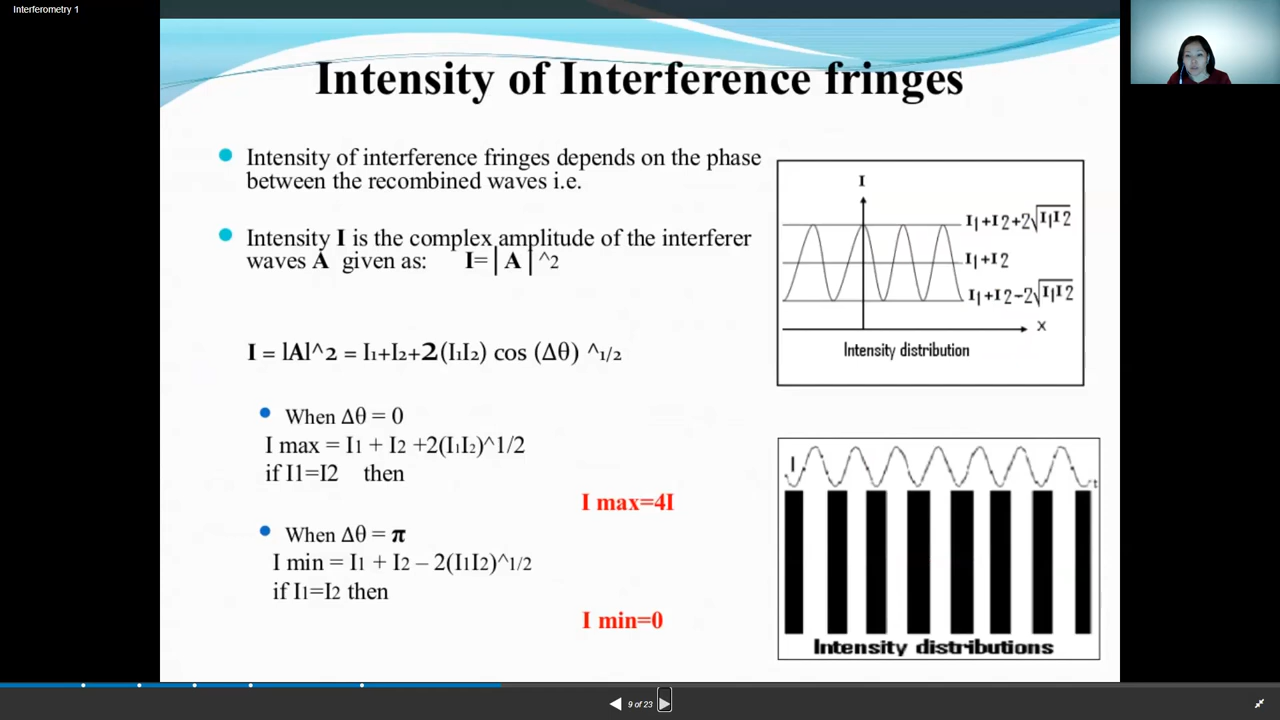 Interferometry 1
Intensity of Interference fringes
Intensity of interference fringes depends on the phase
between the recombined waves i.e.
Intensity I is the complex amplitude of the interferer
waves A given as: I=|A|^2
I = lAl^2 = I₁+I₂+2(I₁I₂) cos (Δθ) ^1/2
When Δθ = 0
I max = I₁ + I₂ +2(I₁I₂)^1/2
if I1=I2 then
I max=4I
When Δθ = π
I min = I₁ + I₂ – 2(I₁I₂)^1/2
if I₁=I₂ then
I min=0
I
I₁+I2+2√I₁I2
I₁+I2
I₁+I2-2√I₁I2
X
Intensity distribution
I
t
Intensity distributions
9 of 23